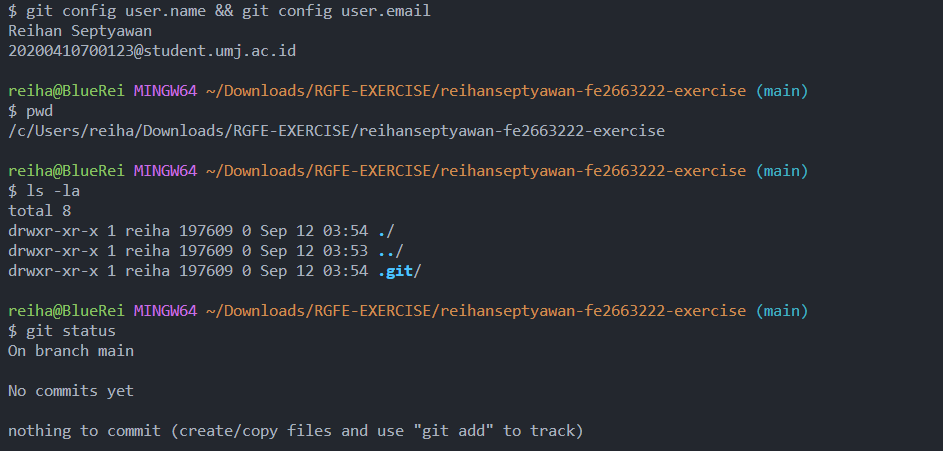 $ git config user.name && git config user.email
Reihan Septyawan
20200410700123@student.umj.ac.id
reiha@BlueRei MINGW64 ~/Downloads/RGFE-EXERCISE/reihanseptyawan-fe2663222-exercise (main)
$ pwd
/c/Users/reiha/Downloads/RGFE-EXERCISE/reihanseptyawan-fe2663222-exercise
reiha@BlueRei MINGW64 ~/Downloads/RGFE-EXERCISE/reihanseptyawan-fe2663222-exercise (main)
$ ls -la
total 8
drwxr-xr-x 1 reiha 197609 0 Sep 12 03:54 ./
drwxr-xr-x 1 reiha 197609 0 Sep 12 03:53 ../
drwxr-xr-x 1 reiha 197609 0 Sep 12 03:54 .git/
reiha@BlueRei MINGW64 ~/Downloads/RGFE-EXERCISE/reihanseptyawan-fe2663222-exercise (main)
$ git status
On branch main
No commits yet
nothing to commit (create/copy files and use "git add" to track)